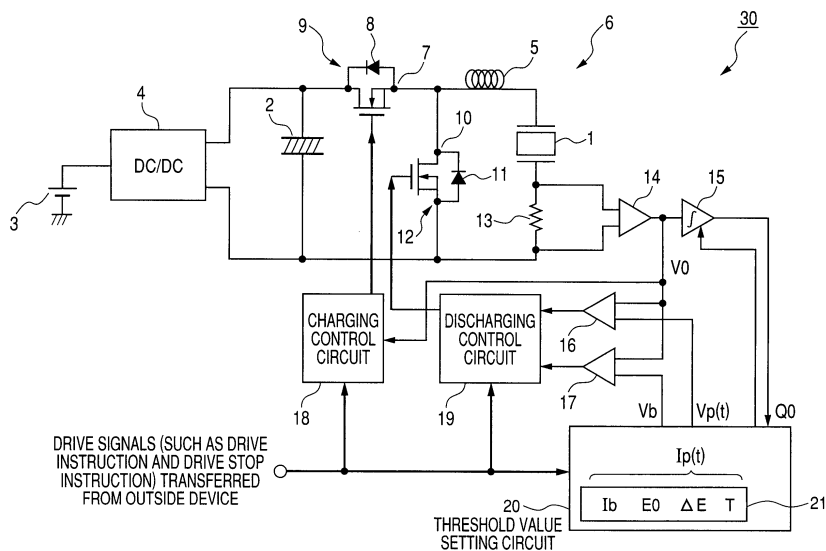 30
9
8
7
5
6
4
2
DC/DC
3
10
11
12
1
13
14
15
V0
CHARGING
CONTROL
CIRCUIT
18
DISCHARGING
CONTROL
CIRCUIT
19
16
17
Vb
Vp(t)
Q0
DRIVE SIGNALS (SUCH AS DRIVE
INSTRUCTION AND DRIVE STOP
INSTRUCTION) TRANSFERRED
FROM OUTSIDE DEVICE
Ip(t)
Ib E0 ΔE T
20
21
THRESHOLD VALUE
SETTING CIRCUIT
∫